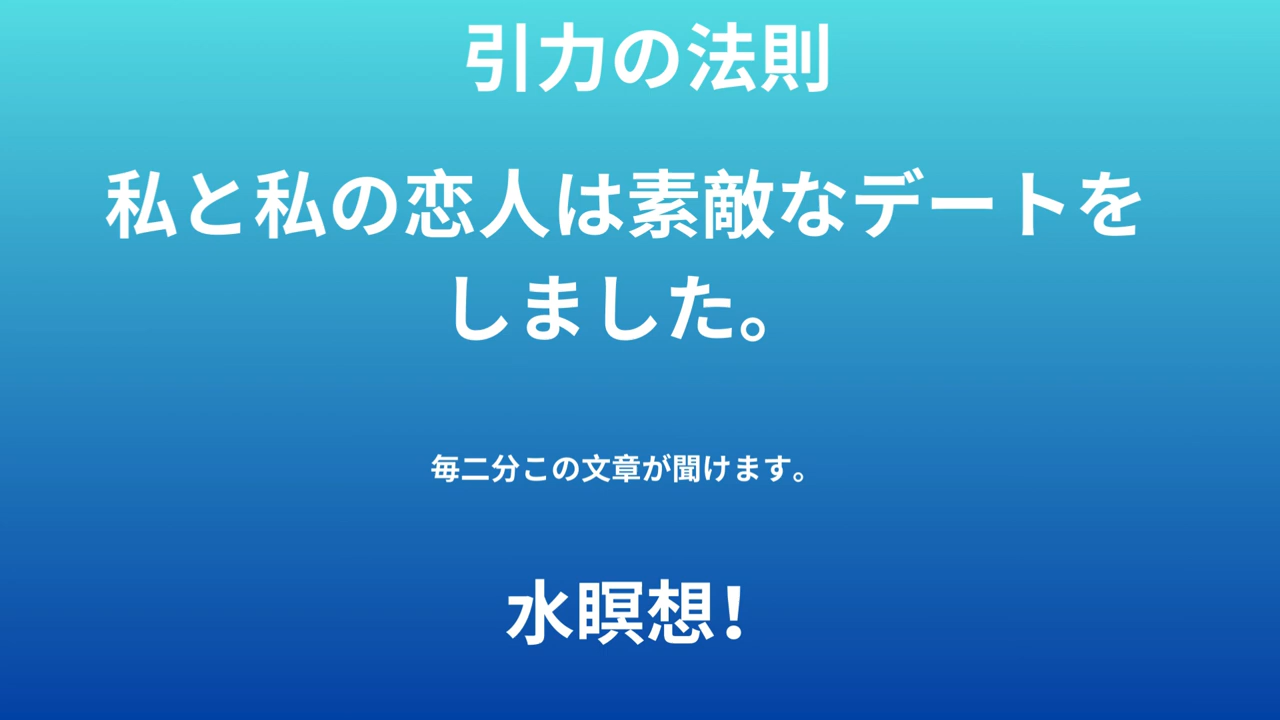 引力の法則
私と私の恋人は素敵なデートを
しました。
毎二分この文章が聞けます。
水瞑想!